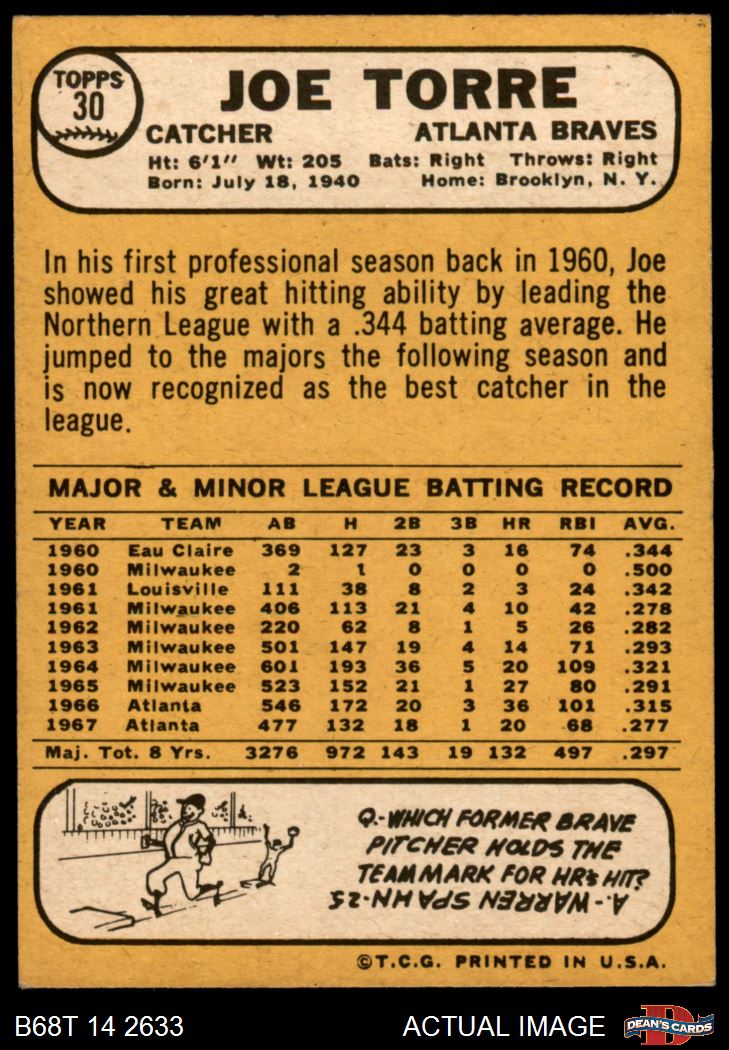 TOPPS
30
JOE TORRE
CATCHER ATLANTA BRAVES
Ht: 6'1" Wt: 205 Bats: Right Throws: Right
Born: July 18, 1940 Home: Brooklyn, N. Y.
In his first professional season back in 1960, Joe
showed his great hitting ability by leading the
Northern League with a .344 batting average. He
jumped to the majors the following season and
is now recognized as the best catcher in the
league.
MAJOR & MINOR LEAGUE BATTING RECORD
YEAR TEAM AB H 2B 3B HR RBI AVG.
1960 Eau Claire 369 127 23 3 16 74 .344
1960 Milwaukee 2 1 0 0 0 0 .500
1961 Louisville 111 38 8 2 3 24 .342
1961 Milwaukee 406 113 21 4 10 42 .278
1962 Milwaukee 220 62 8 1 5 26 .282
1963 Milwaukee 501 147 19 4 14 71 .293
1964 Milwaukee 601 193 36 5 20 109 .321
1965 Milwaukee 523 152 21 1 27 80 .291
1966 Atlanta 546 172 20 3 36 101 .315
1967 Atlanta 477 132 18 1 20 68 .277
Maj. Tot. 8 Yrs. 3276 972 143 19 132 497 .297
Q.-WHICH FORMER BRAVE
PITCHER HOLDS THE
TEAM MARK FOR HR's HIT?
A.-WARREN SPAHN-25
©T.C.G. PRINTED IN U.S.A.
B68T 14 2633 ACTUAL IMAGE D DEAN'S CARDS